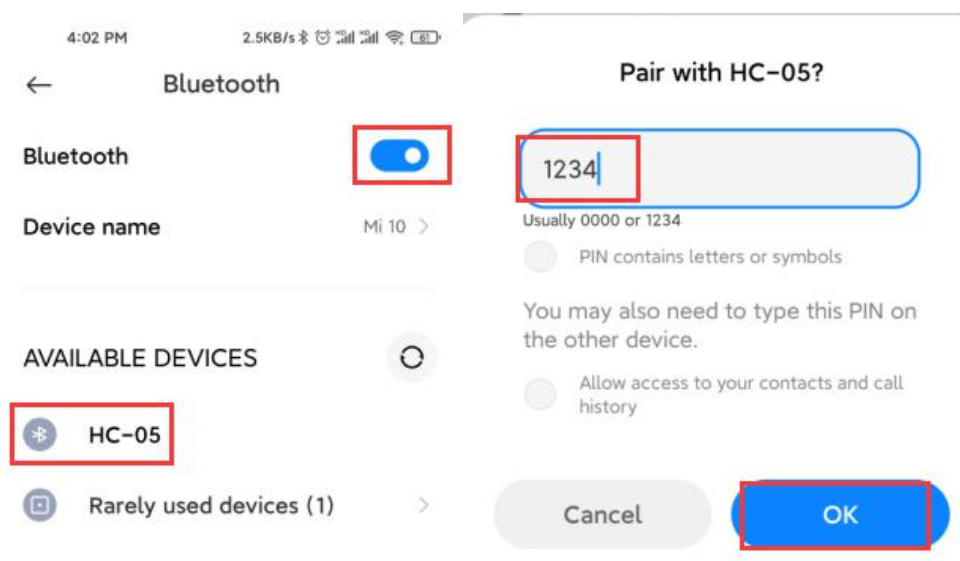 4:02 PM
2.5KB/s
61
Bluetooth
Bluetooth
Device name
Mi 10
AVAILABLE DEVICES
HC-05
Rarely used devices (1)
Pair with HC-05?
1234
Usually 0000 or 1234
PIN contains letters or symbols
You may also need to type this PIN on
the other device.
Allow access to your contacts and call
history
Cancel
OK